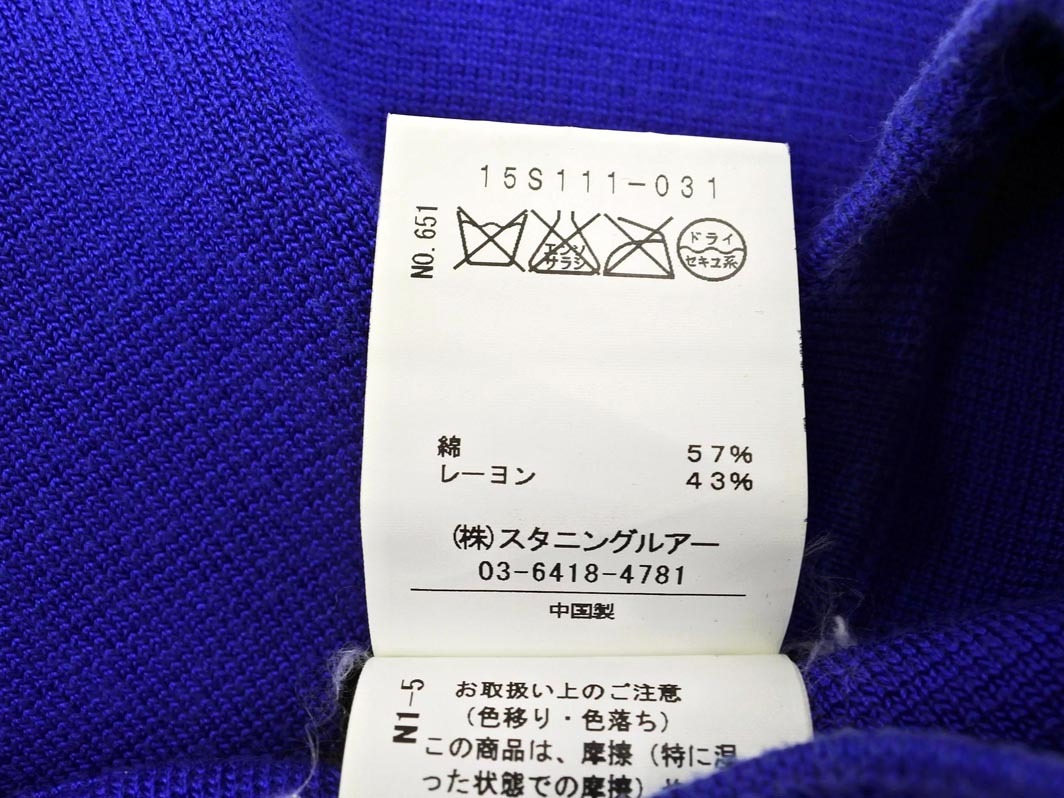 15S111-031
NO.651
エンソ
サラシ
ドライ
セキユ系
綿 57%
レーヨン 43%
(株)スタニングルアー
03-6418-4781
中国製
N1-5
お取扱い上のご注意
(色移り・色落ち)
この商品は、摩擦(特に湿
った状態での摩擦)